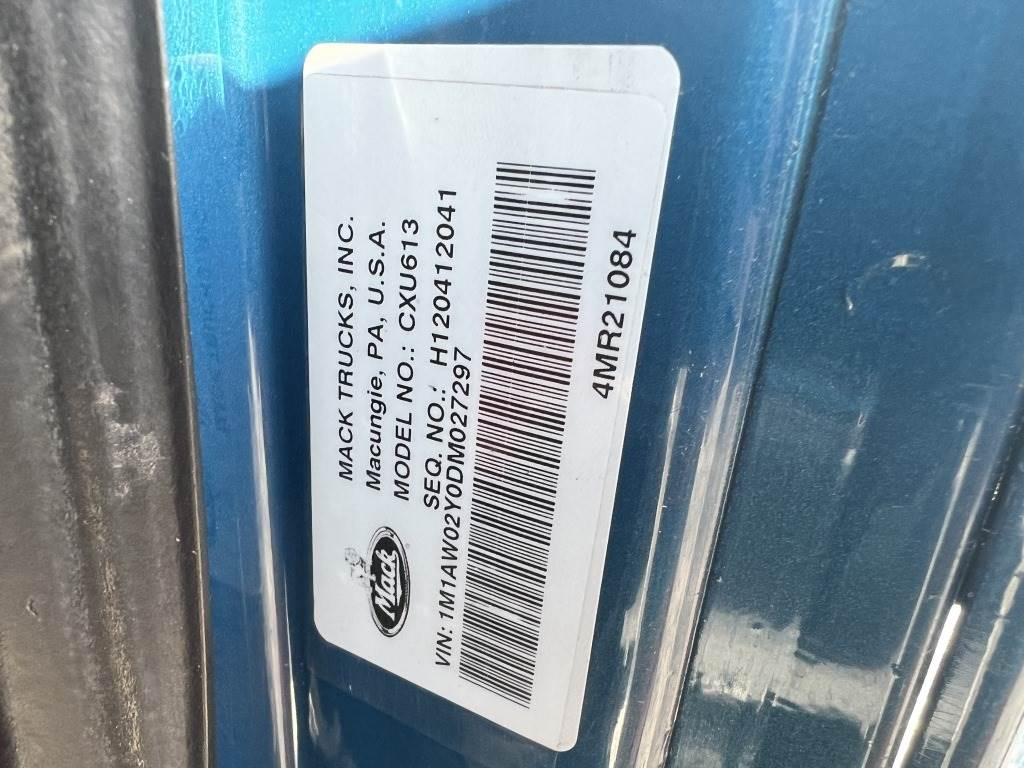 MACK TRUCKS, INC.
Macungie, PA, U.S.A.
MODEL NO.: CXU613
SEQ. NO.: H120412041
Mack
VIN: 1M1AW02Y0DM027297
4MR21084